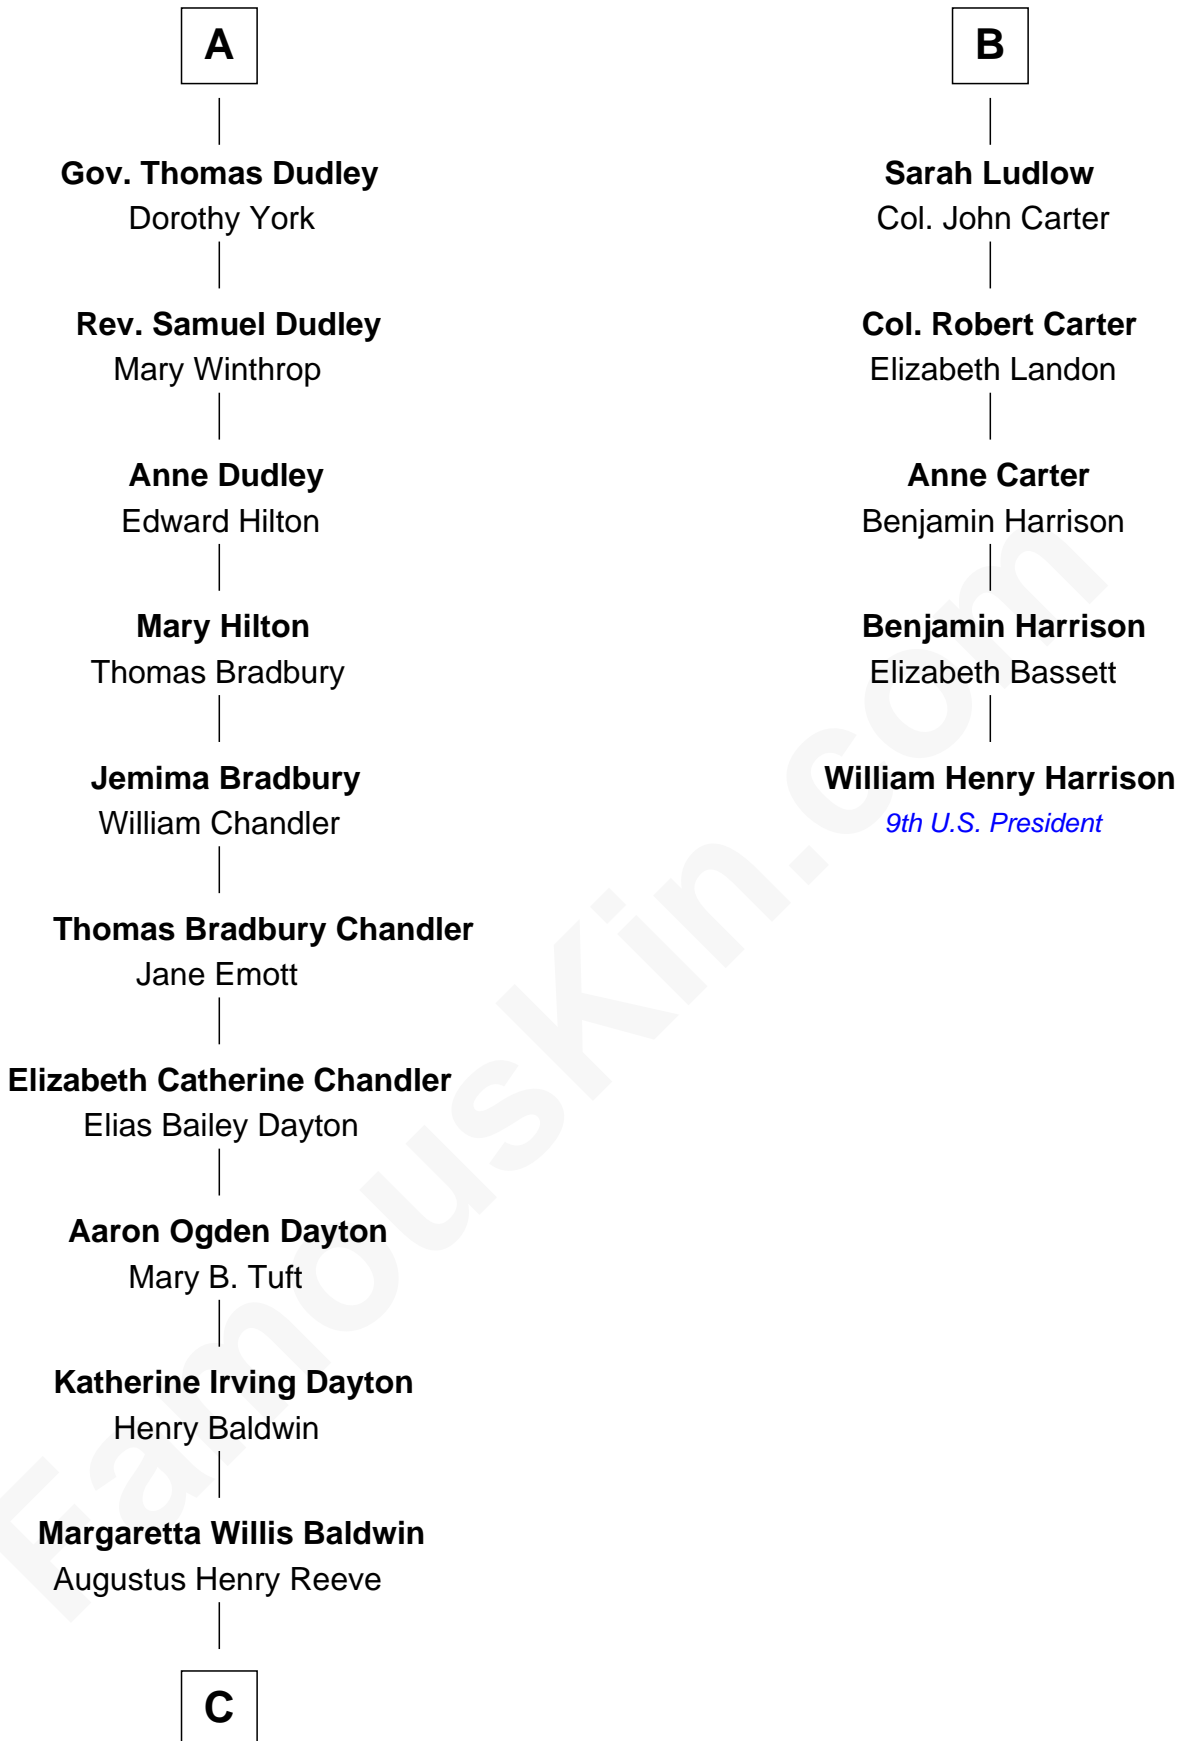 A
Gov. Thomas Dudley
Dorothy York
Rev. Samuel Dudley
Mary Winthrop
Anne Dudley
Edward Hilton
Mary Hilton
Thomas Bradbury
Jemima Bradbury
William Chandler
Thomas Bradbury Chandler
Jane Emott
Elizabeth Catherine Chandler
Elias Bailey Dayton
Aaron Ogden Dayton
Mary B. Tuft
Katherine Irving Dayton
Henry Baldwin
Margaretta Willis Baldwin
Augustus Henry Reeve
C
B
Sarah Ludlow
Col. John Carter
Col. Robert Carter
Elizabeth Landon
Anne Carter
Benjamin Harrison
Benjamin Harrison
Elizabeth Bassett
William Henry Harrison
9th U.S. President
FamousKin.com